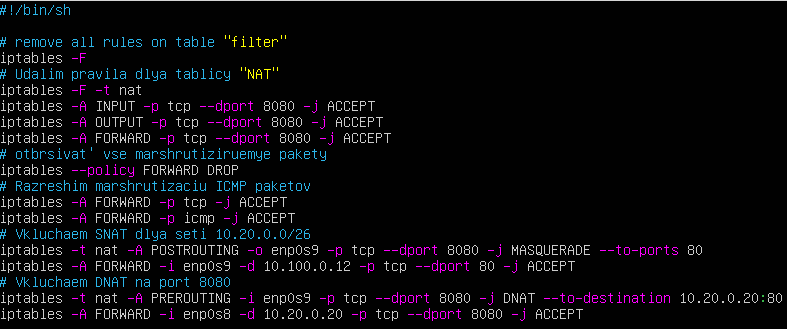 #!/bin/sh
# remove all rules on table "filter"
iptables -F
# Udalim pravila dlya tablicy "NAT"
iptables -F -t nat
iptables -A INPUT -p tcp --dport 8080 -j ACCEPT
iptables -A OUTPUT -p tcp --dport 8080 -j ACCEPT
iptables -A FORWARD -p tcp --dport 8080 -j ACCEPT
# otbrsivat' vse marshrutiziruemye pakety
iptables --policy FORWARD DROP
# Razreshim marshrutizaciu ICMP paketov
iptables -A FORWARD -p tcp -j ACCEPT
iptables -A FORWARD -p icmp -j ACCEPT
# Vkluchaem SNAT dlya seti 10.20.0.0/26
iptables -t nat -A POSTROUTING -o enp0s9 -p tcp --dport 8080 -j MASQUERADE --to-ports 80
iptables -A FORWARD -i enp0s9 -d 10.100.0.12 -p tcp --dport 80 -j ACCEPT
# Vkluchaem DNAT na port 8080
iptables -t nat -A PREROUTING -i enp0s9 -p tcp --dport 8080 -j DNAT --to-destination 10.20.0.20:80
iptables -A FORWARD -i enp0s8 -d 10.20.0.20 -p tcp --dport 8080 -j ACCEPT